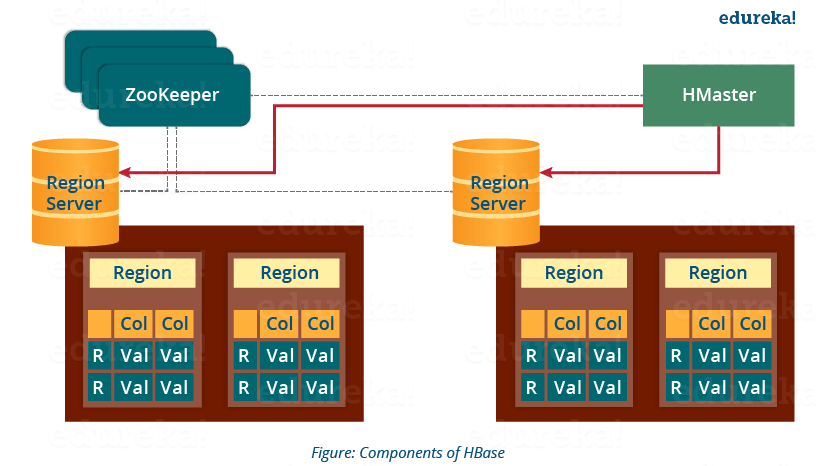 edureka!
ZooKeeper
HMaster
Region
Server
Region
Server
Region
Col Col
R Val Val
R Val Val
Region
Col Col
R Val Val
R Val Val
Region
Col Col
R Val Val
R Val Val
Region
Col Col
R Val Val
R Val Val
Figure: Components of HBase